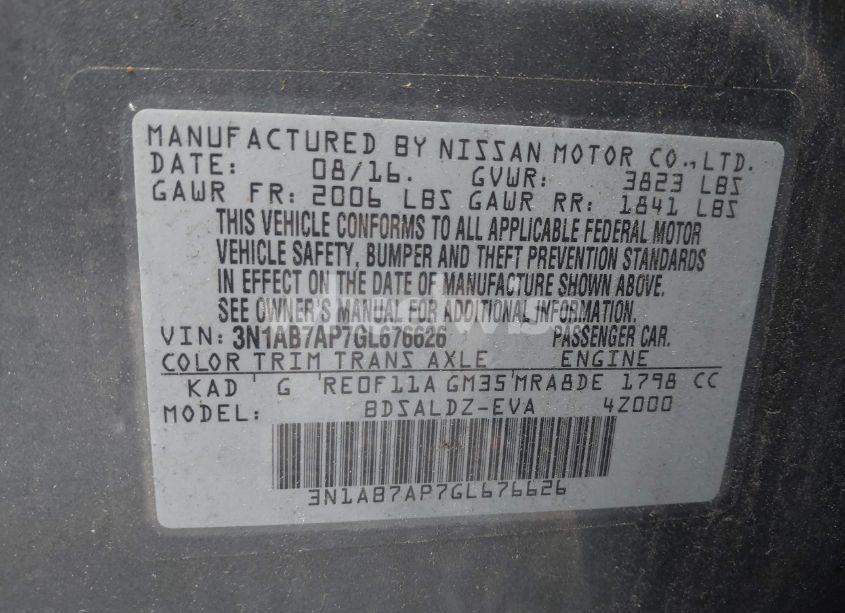 MANUFACTURED BY NISSAN MOTOR CO.,LTD.
DATE: 08/16. GVWR: 3823 LBS
GAWR FR: 2006 LBS GAWR RR: 1841 LBS
THIS VEHICLE CONFORMS TO ALL APPLICABLE FEDERAL MOTOR
VEHICLE SAFETY, BUMPER AND THEFT PREVENTION STANDARDS
IN EFFECT ON THE DATE OF MANUFACTURE SHOWN ABOVE.
SEE OWNER'S MANUAL FOR ADDITIONAL INFORMATION.
VIN: 3N1AB7AP7GL676626 PASSENGER CAR.
COLOR TRIM TRANS AXLE ENGINE
KAD G RE0F11A GM35 MRA8DE 1798 CC
MODEL: BDSALDZ-EVA 4Z000
3N1AB7AP7GL676626